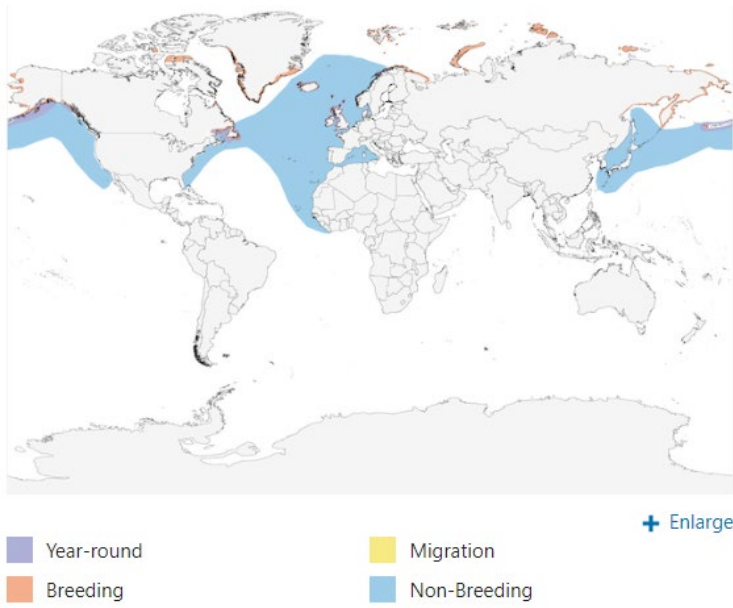 + Enlarge
Year-round
Migration
Breeding
Non-Breeding